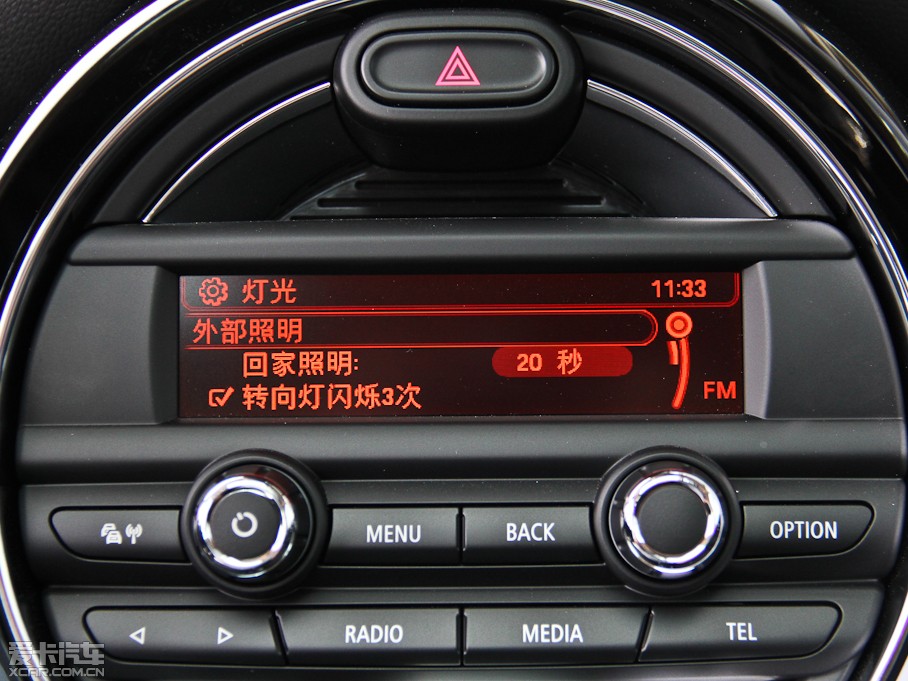 灯光 11:33
外部照明
回家照明: 20 秒
转向灯闪烁3次 FM
MENU BACK OPTION
RADIO MEDIA TEL
爱卡汽车
XCAR.COM.CN